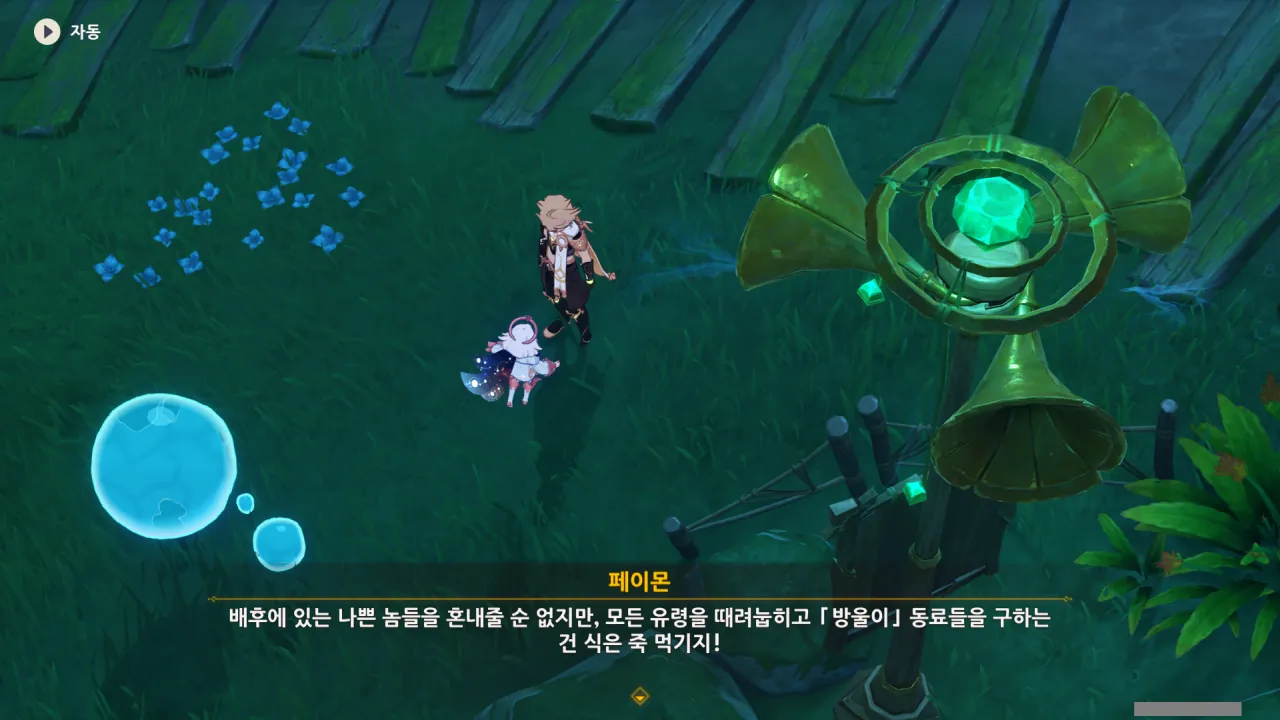 자동
페이몬
배후에 있는 나쁜 놈들을 혼내줄 순 없지만, 모든 유령을 때려눕히고 「방울이」 동료들을 구하는
건 식은 죽 먹기지!